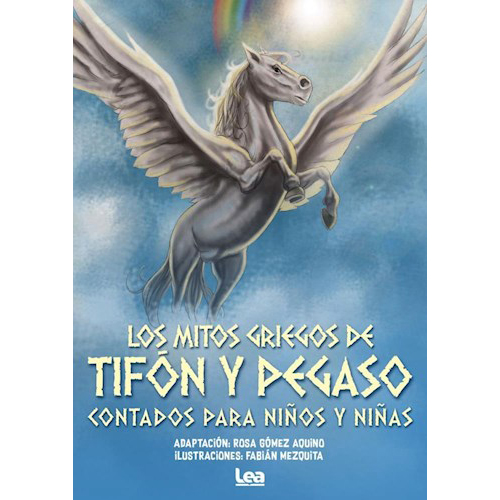 LOS MITOS GRIEGOS DE
TIFÓN Y PEGASO
CONTADOS PARA NIÑOS Y NIÑAS
ADAPTACIÓN: ROSA GÓMEZ AQUINO
ILUSTRACIONES: FABIÁN MEZQUITA
Lea